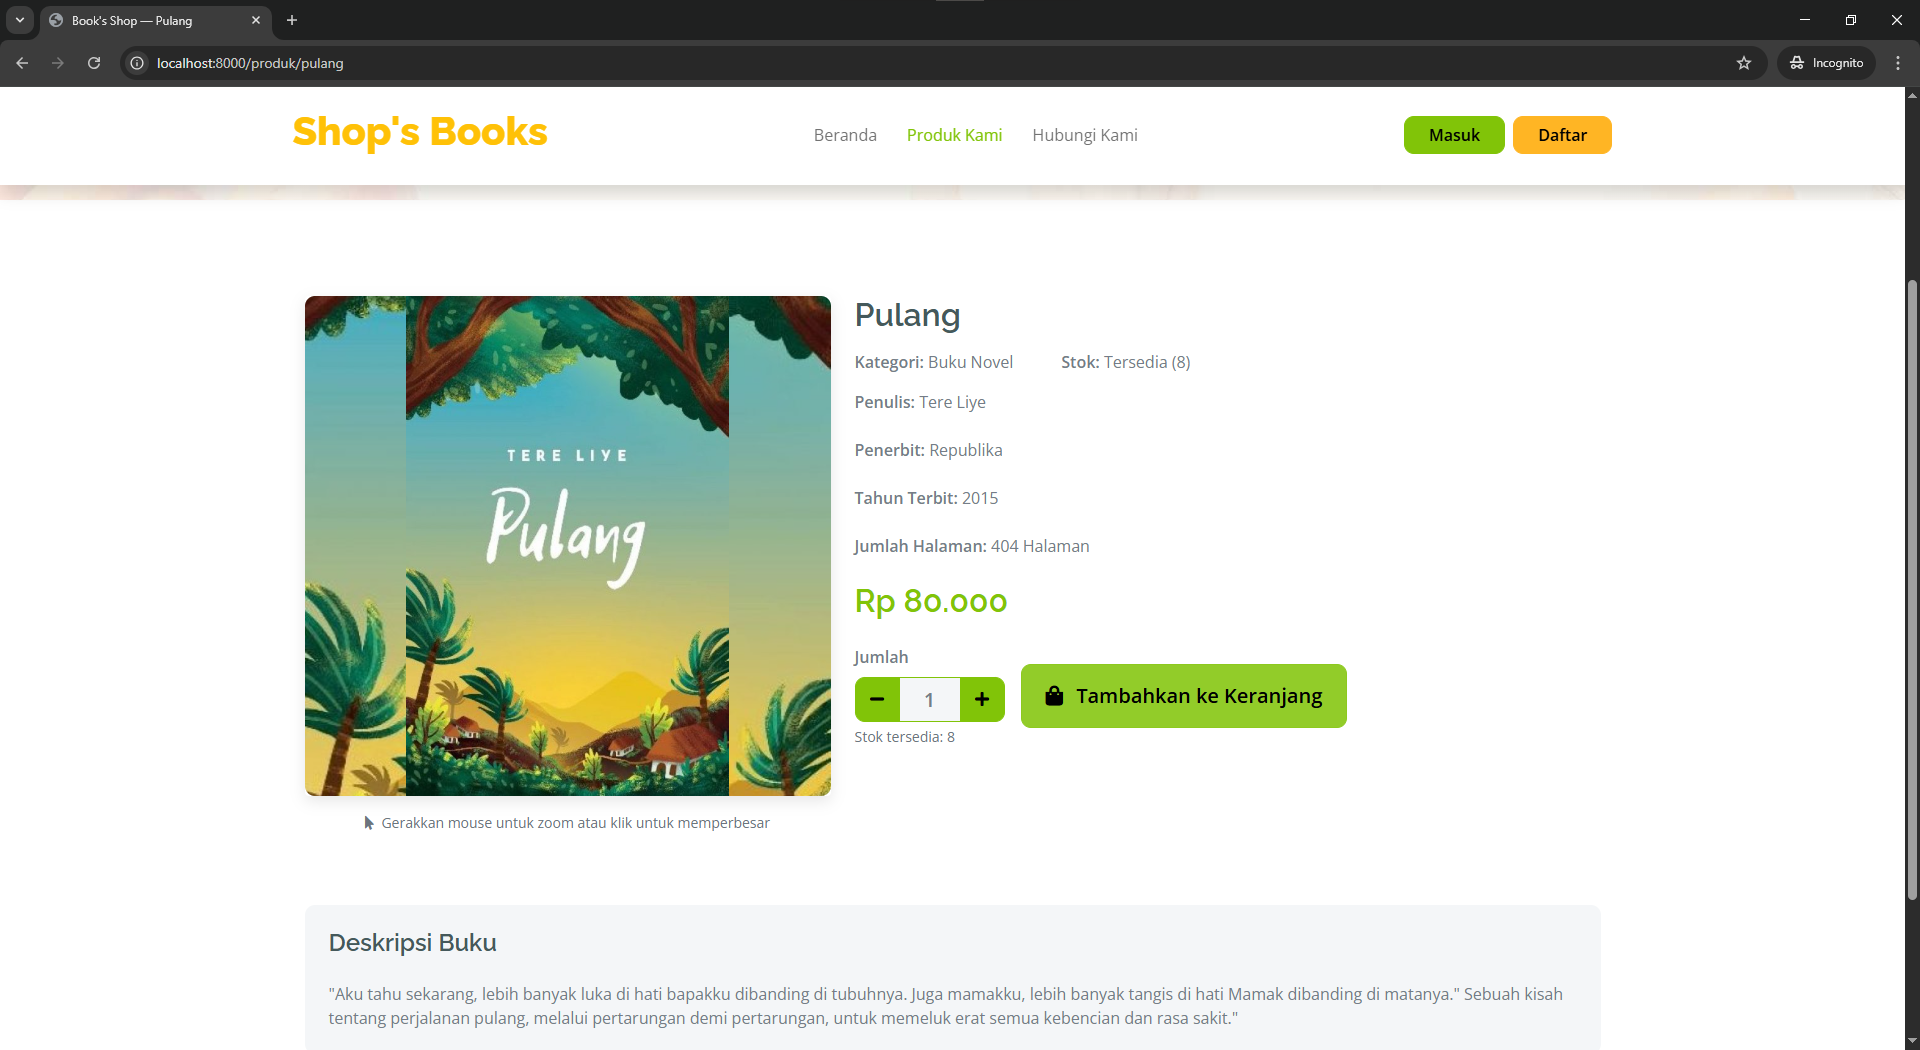 Book's Shop — Pulang
localhost:8000/produk/pulang
Incognito
Shop's Books
Beranda
Produk Kami
Hubungi Kami
Masuk
Daftar
TERE LIYE
Pulang
Pulang
Kategori: Buku Novel
Stok: Tersedia (8)
Penulis: Tere Liye
Penerbit: Republika
Tahun Terbit: 2015
Jumlah Halaman: 404 Halaman
Rp 80.000
Jumlah
1
Tambahkan ke Keranjang
Stok tersedia: 8
Gerakkan mouse untuk zoom atau klik untuk memperbesar
Deskripsi Buku
"Aku tahu sekarang, lebih banyak luka di hati bapakku dibanding di tubuhnya. Juga mamakku, lebih banyak tangis di hati Mamak dibanding di matanya." Sebuah kisah
tentang perjalanan pulang, melalui pertarungan demi pertarungan, untuk memeluk erat semua kebencian dan rasa sakit."